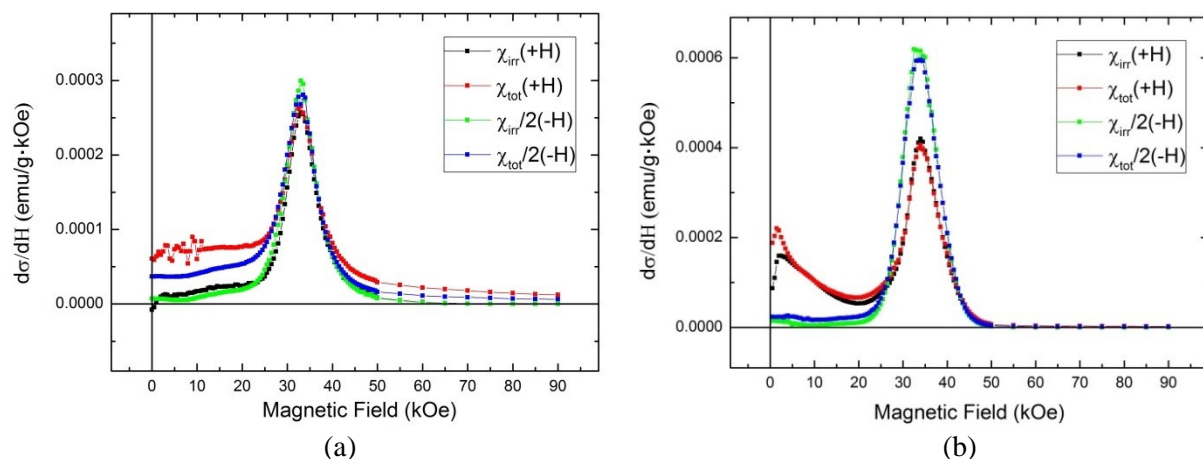 χirr(+H)
χtot(+H)
χirr/2(-H)
χtot/2(-H)
dσ/dH (emu/g·kOe)
0.0003
0.0002
0.0001
0.0000
0 10 20 30 40 50 60 70 80 90
Magnetic Field (kOe)
(a)
χirr(+H)
χtot(+H)
χirr/2(-H)
χtot/2(-H)
dσ/dH (emu/g·kOe)
0.0006
0.0004
0.0002
0.0000
0 10 20 30 40 50 60 70 80 90
Magnetic Field (kOe)
(b)